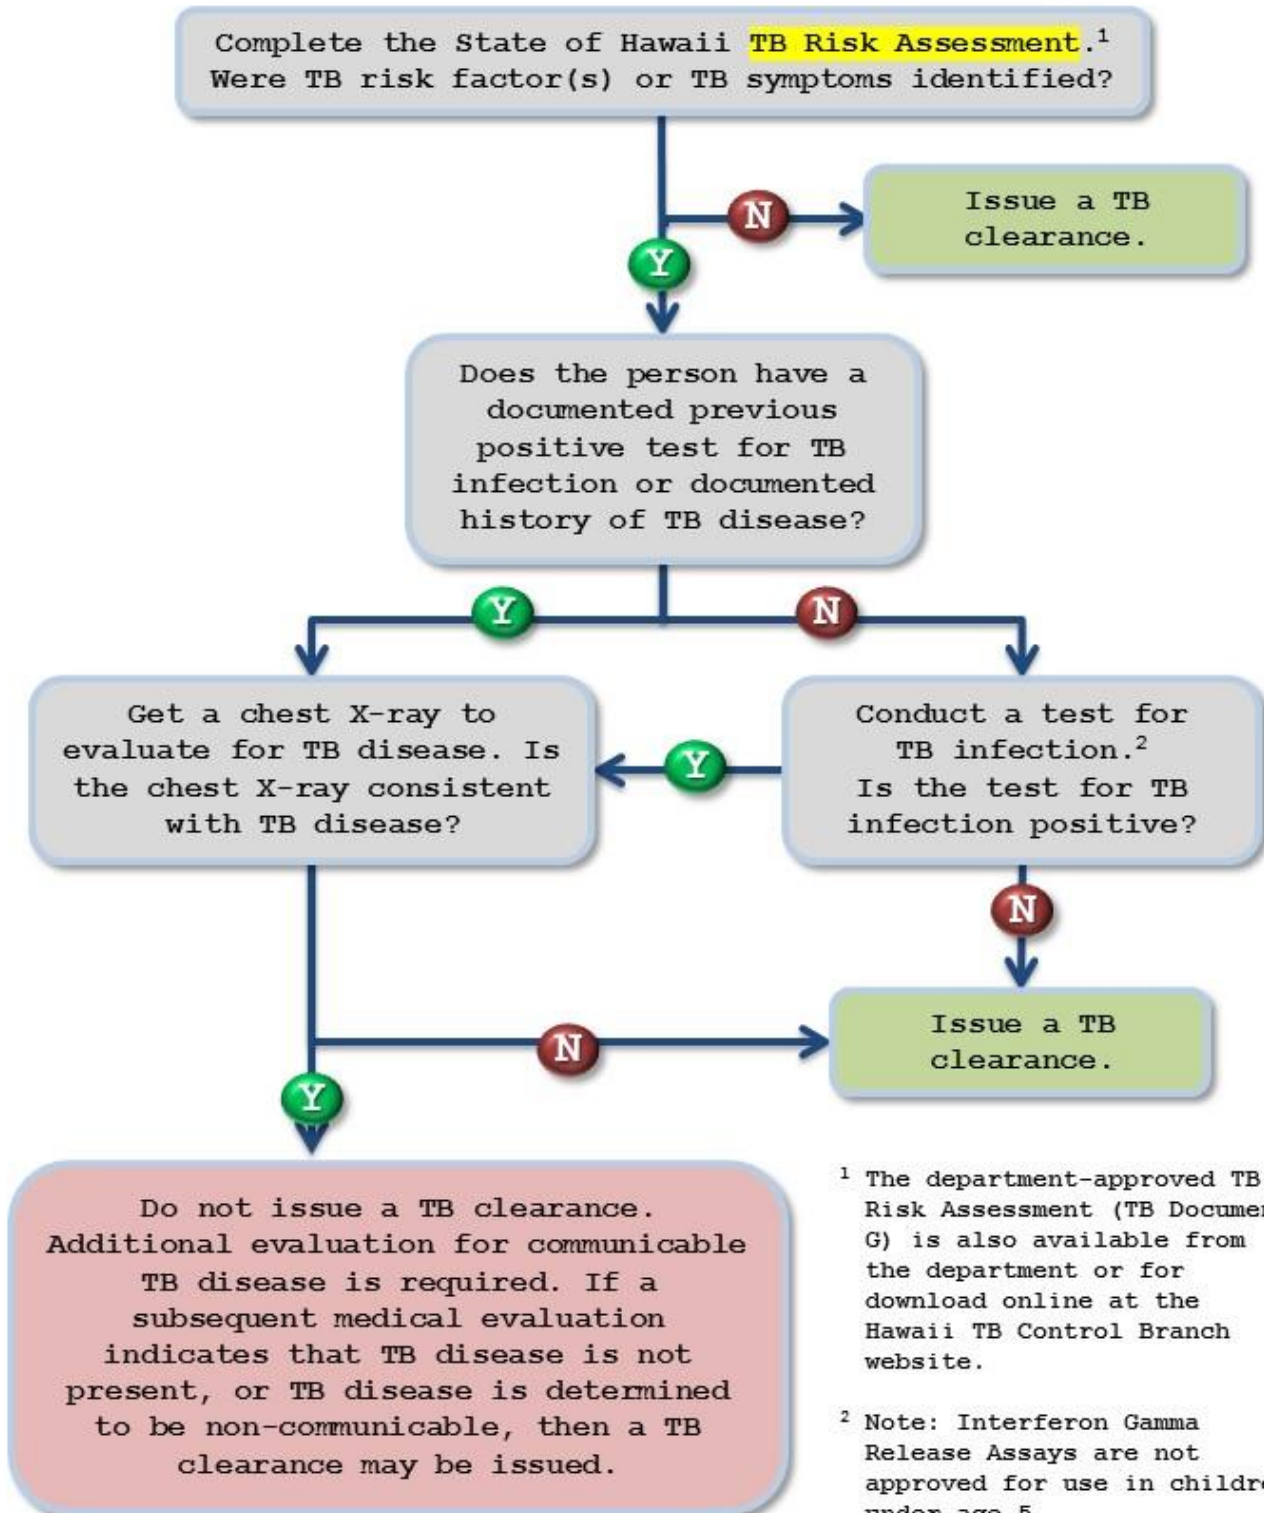 Complete the State of Hawaii TB Risk Assessment.¹
Were TB risk factor(s) or TB symptoms identified?
N
Issue a TB
clearance.
Y
Does the person have a
documented previous
positive test for TB
infection or documented
history of TB disease?
Y
N
Get a chest X-ray to
evaluate for TB disease. Is
the chest X-ray consistent
with TB disease?
Y
Conduct a test for
TB infection.²
Is the test for TB
infection positive?
N
Issue a TB
clearance.
N
Y
Do not issue a TB clearance.
Additional evaluation for communicable
TB disease is required. If a
subsequent medical evaluation
indicates that TB disease is not
present, or TB disease is determined
to be non-communicable, then a TB
clearance may be issued.
¹ The department-approved TB
Risk Assessment (TB Documen
G) is also available from
the department or for
download online at the
Hawaii TB Control Branch
website.
² Note: Interferon Gamma
Release Assays are not
approved for use in childre
under age 5